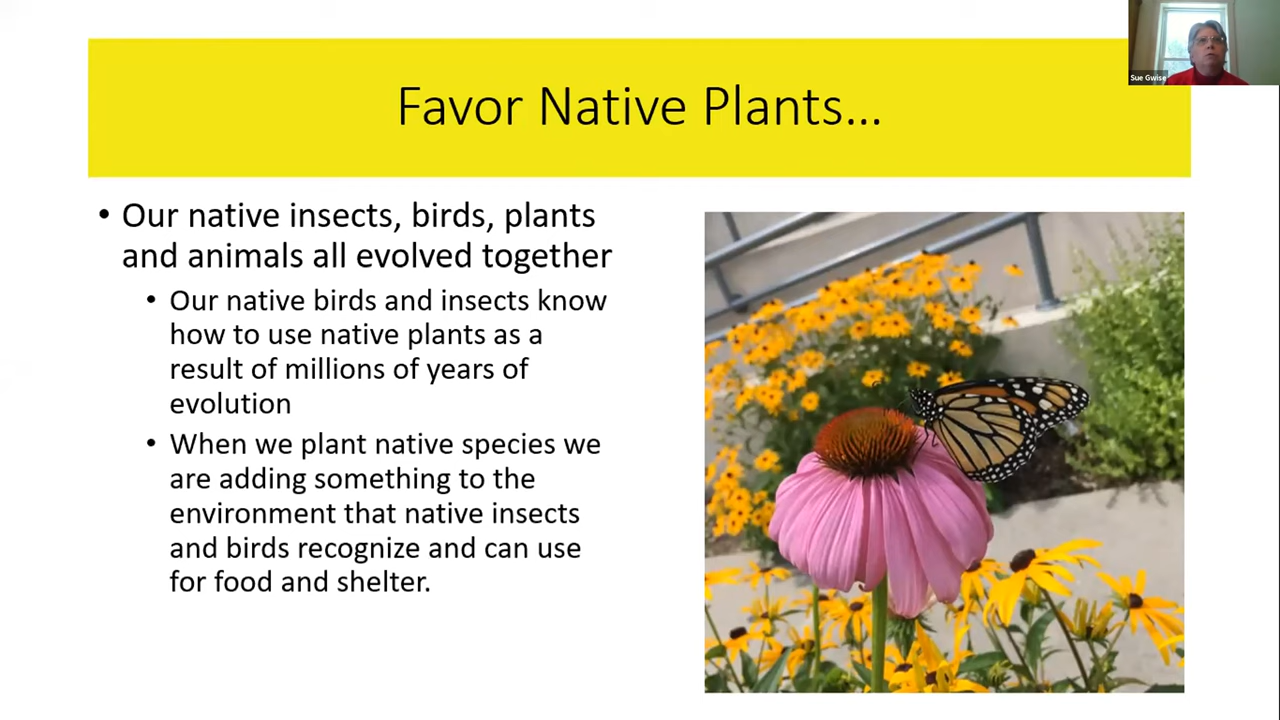 Sue Gwise
Favor Native Plants...
• Our native insects, birds, plants
and animals all evolved together
• Our native birds and insects know
how to use native plants as a
result of millions of years of
evolution
• When we plant native species we
are adding something to the
environment that native insects
and birds recognize and can use
for food and shelter.